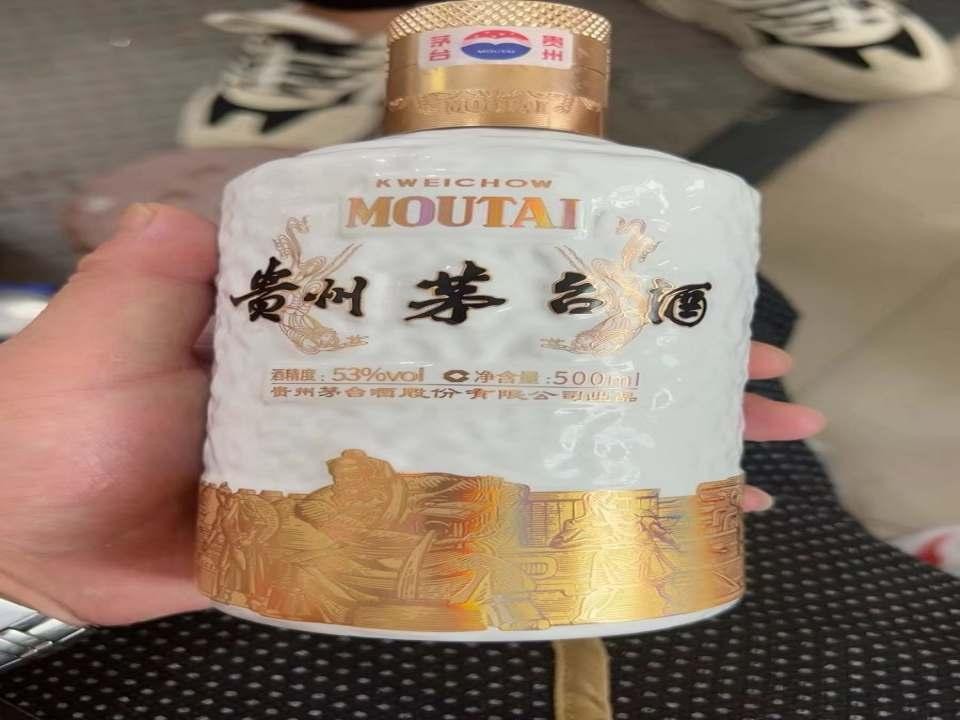 茅台 MOUTAI 贵州
MOUTAI
KWEICHOW
MOUTAI
贵州茅台酒
酒精度：53%vol 净含量：500ml
贵州茅台酒股份有限公司出品